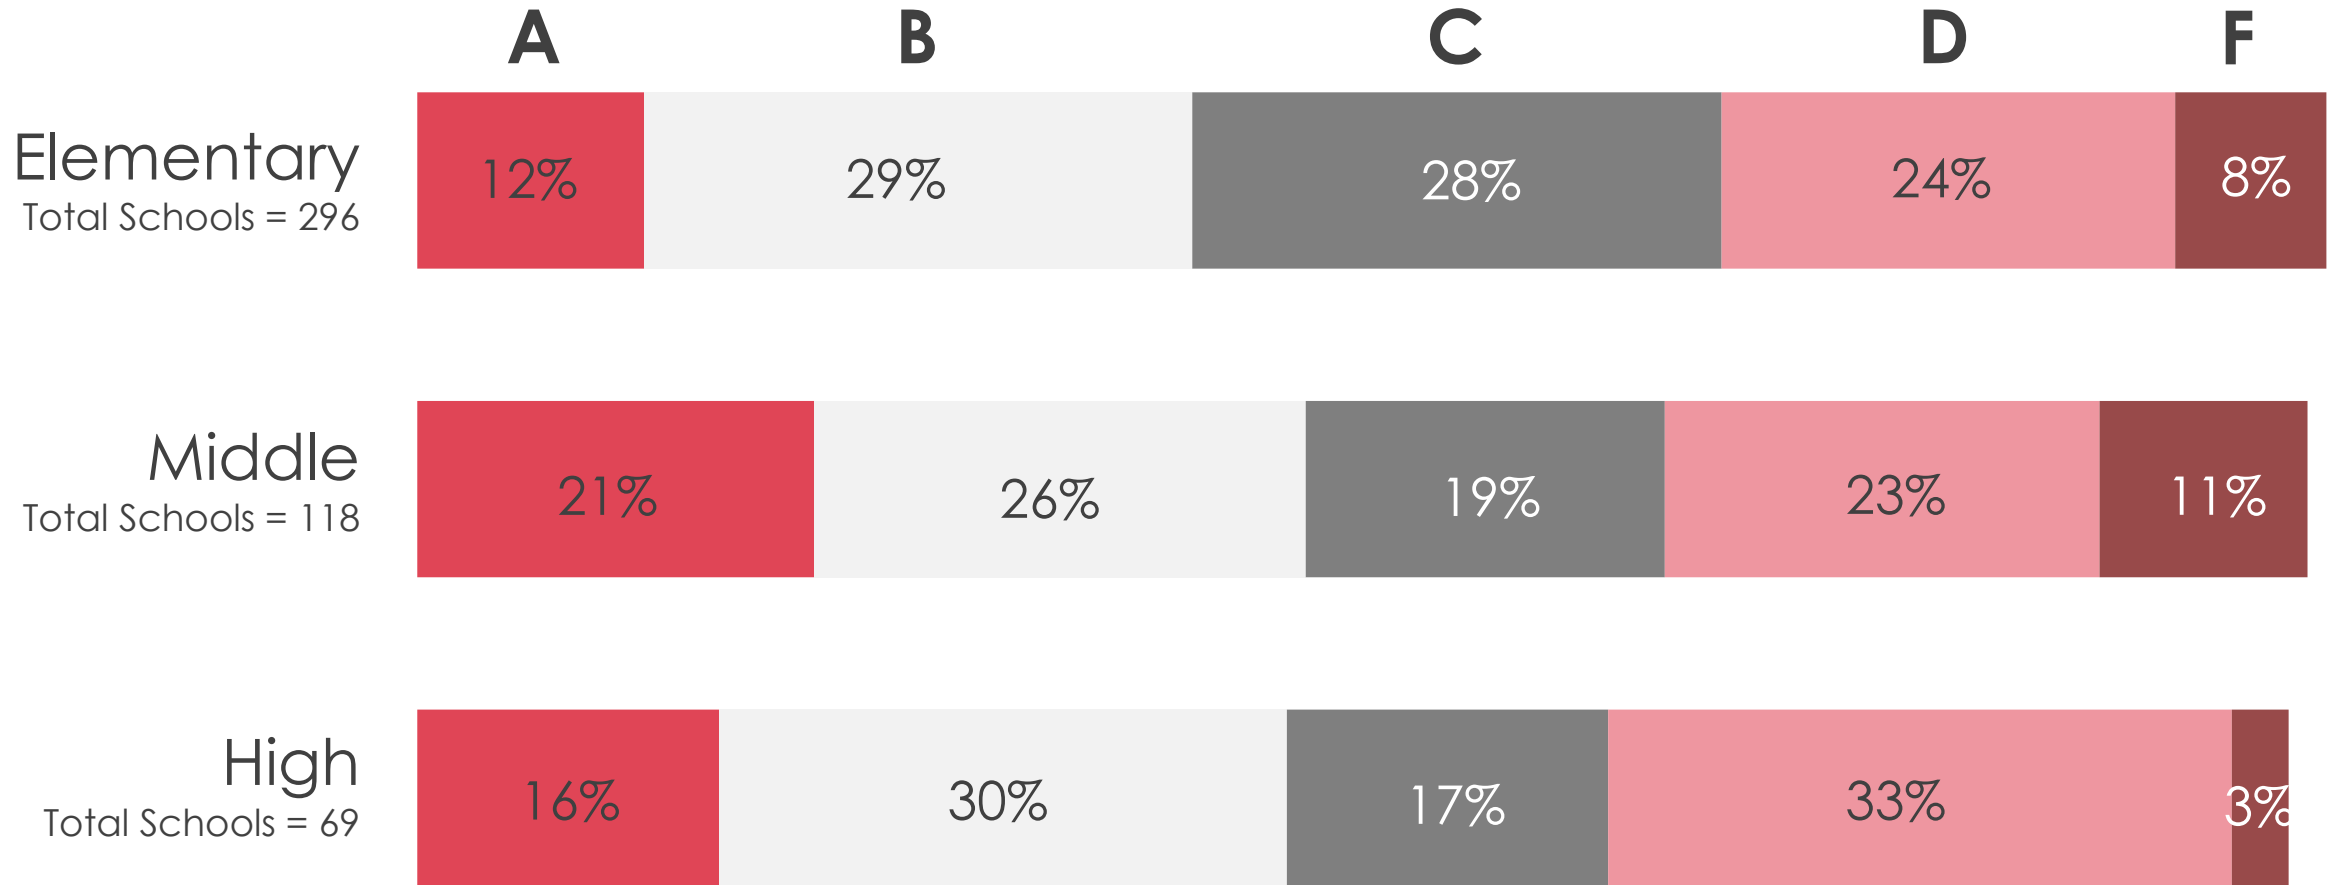 A B C D F
Elementary
Total Schools = 296
12% 29% 28% 24% 8%
Middle
Total Schools = 118
21% 26% 19% 23% 11%
High
Total Schools = 69
16% 30% 17% 33% 3%